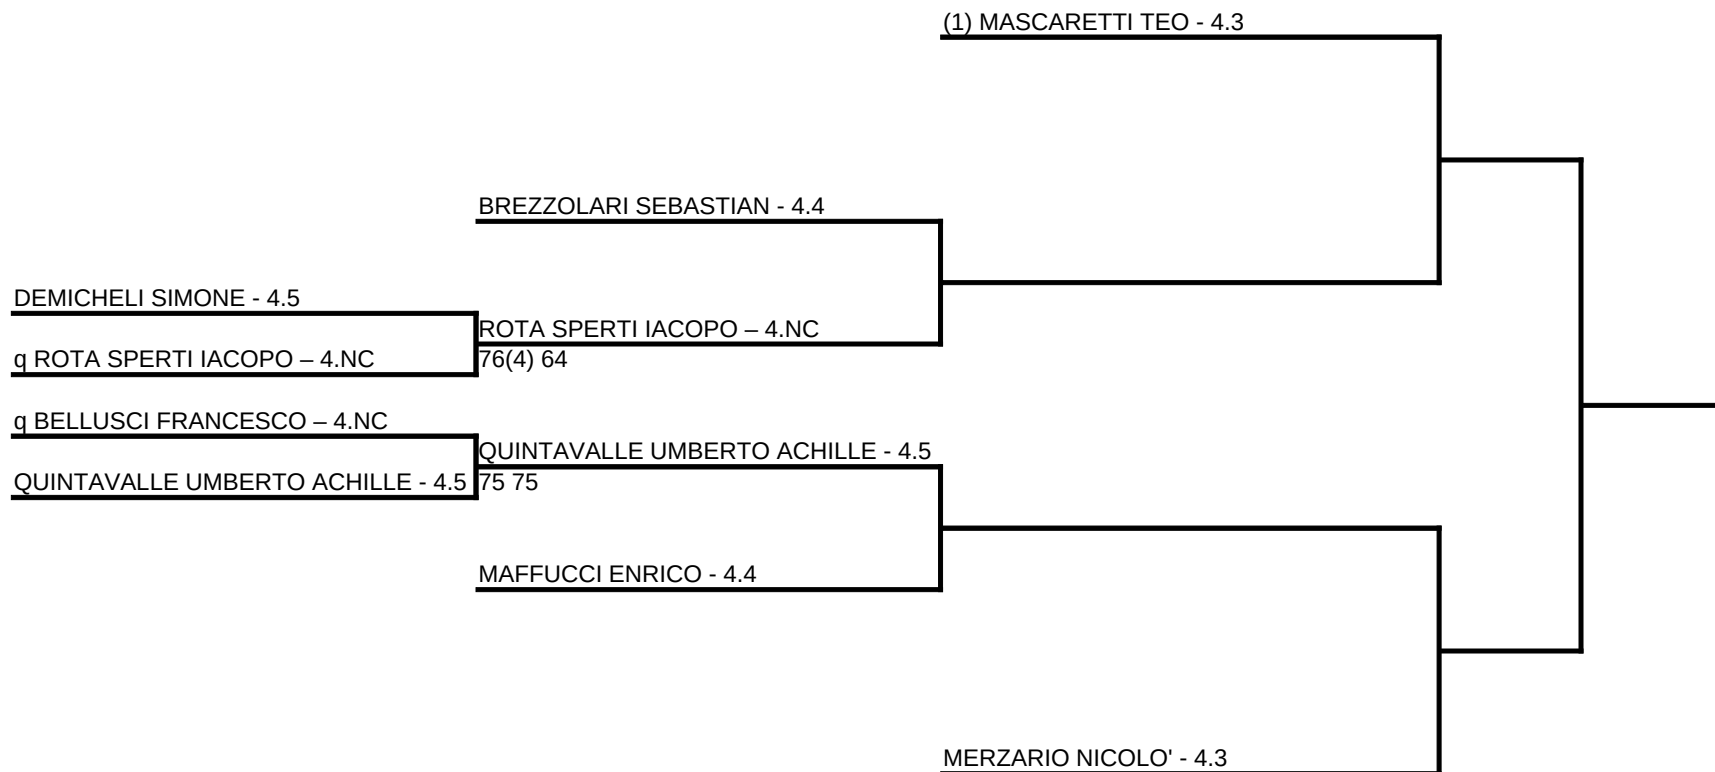 (1) MASCARETTI TEO - 4.3
BREZZOLARI SEBASTIAN - 4.4
DEMICHELI SIMONE - 4.5
ROTA SPERTI IACOPO – 4.NC
q ROTA SPERTI IACOPO – 4.NC
76(4) 64
q BELLUSCI FRANCESCO – 4.NC
QUINTAVALLE UMBERTO ACHILLE - 4.5
QUINTAVALLE UMBERTO ACHILLE - 4.5
75 75
MAFFUCCI ENRICO - 4.4
MERZARIO NICOLO' - 4.3